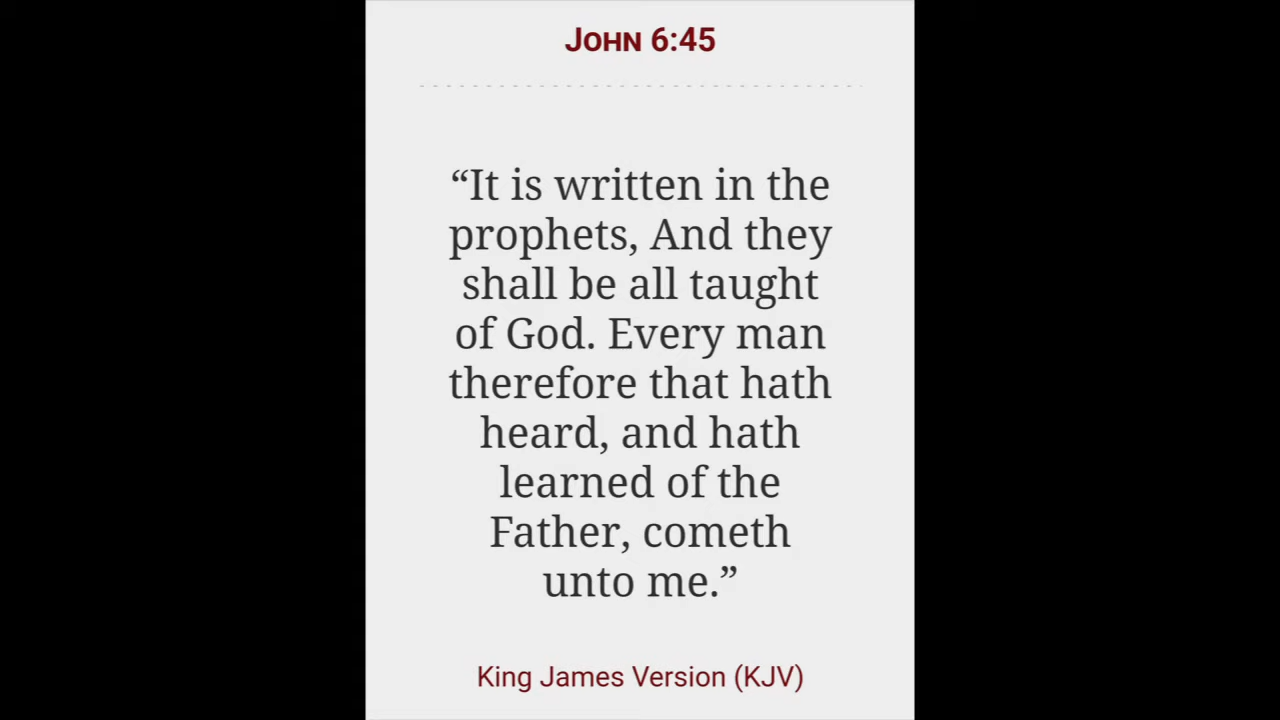 John 6:45
“It is written in the
prophets, And they
shall be all taught
of God. Every man
therefore that hath
heard, and hath
learned of the
Father, cometh
unto me.”
King James Version (KJV)